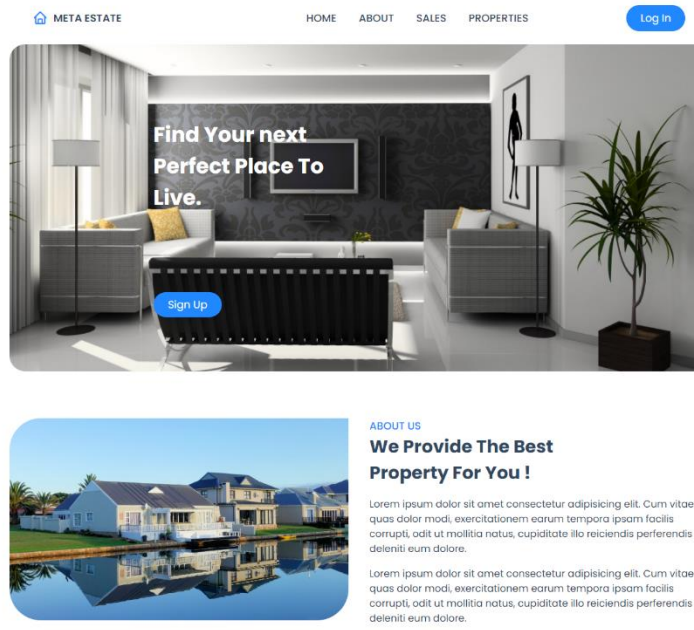 META ESTATE
HOME ABOUT SALES PROPERTIES
Log In
Find Your next
Perfect Place To
Live.
Sign Up
ABOUT US
We Provide The Best
Property For You !
Lorem ipsum dolor sit amet consectetur adipisicing elit. Cum vitae
quas dolor modi, exercitationem earum tempora ipsam facilis
corrupti, odit ut mollitia natus, cupiditate illo reiciendis perferendis
deleniti eum dolore.
Lorem ipsum dolor sit amet consectetur adipisicing elit. Cum vitae
quas dolor modi, exercitationem earum tempora ipsam facilis
corrupti, odit ut mollitia natus, cupiditate illo reiciendis perferendis
deleniti eum dolore.